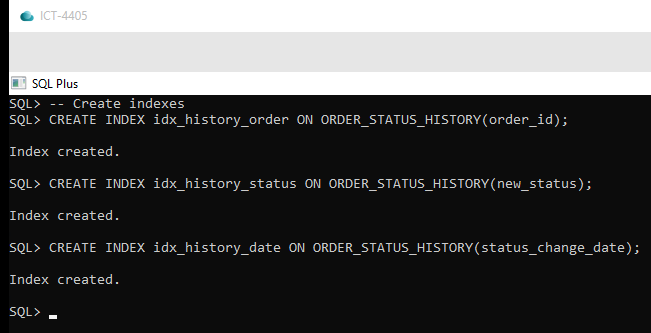 ICT-4405
SQL Plus
SQL> -- Create indexes
SQL> CREATE INDEX idx_history_order ON ORDER_STATUS_HISTORY(order_id);
Index created.
SQL> CREATE INDEX idx_history_status ON ORDER_STATUS_HISTORY(new_status);
Index created.
SQL> CREATE INDEX idx_history_date ON ORDER_STATUS_HISTORY(status_change_date);
Index created.
SQL>